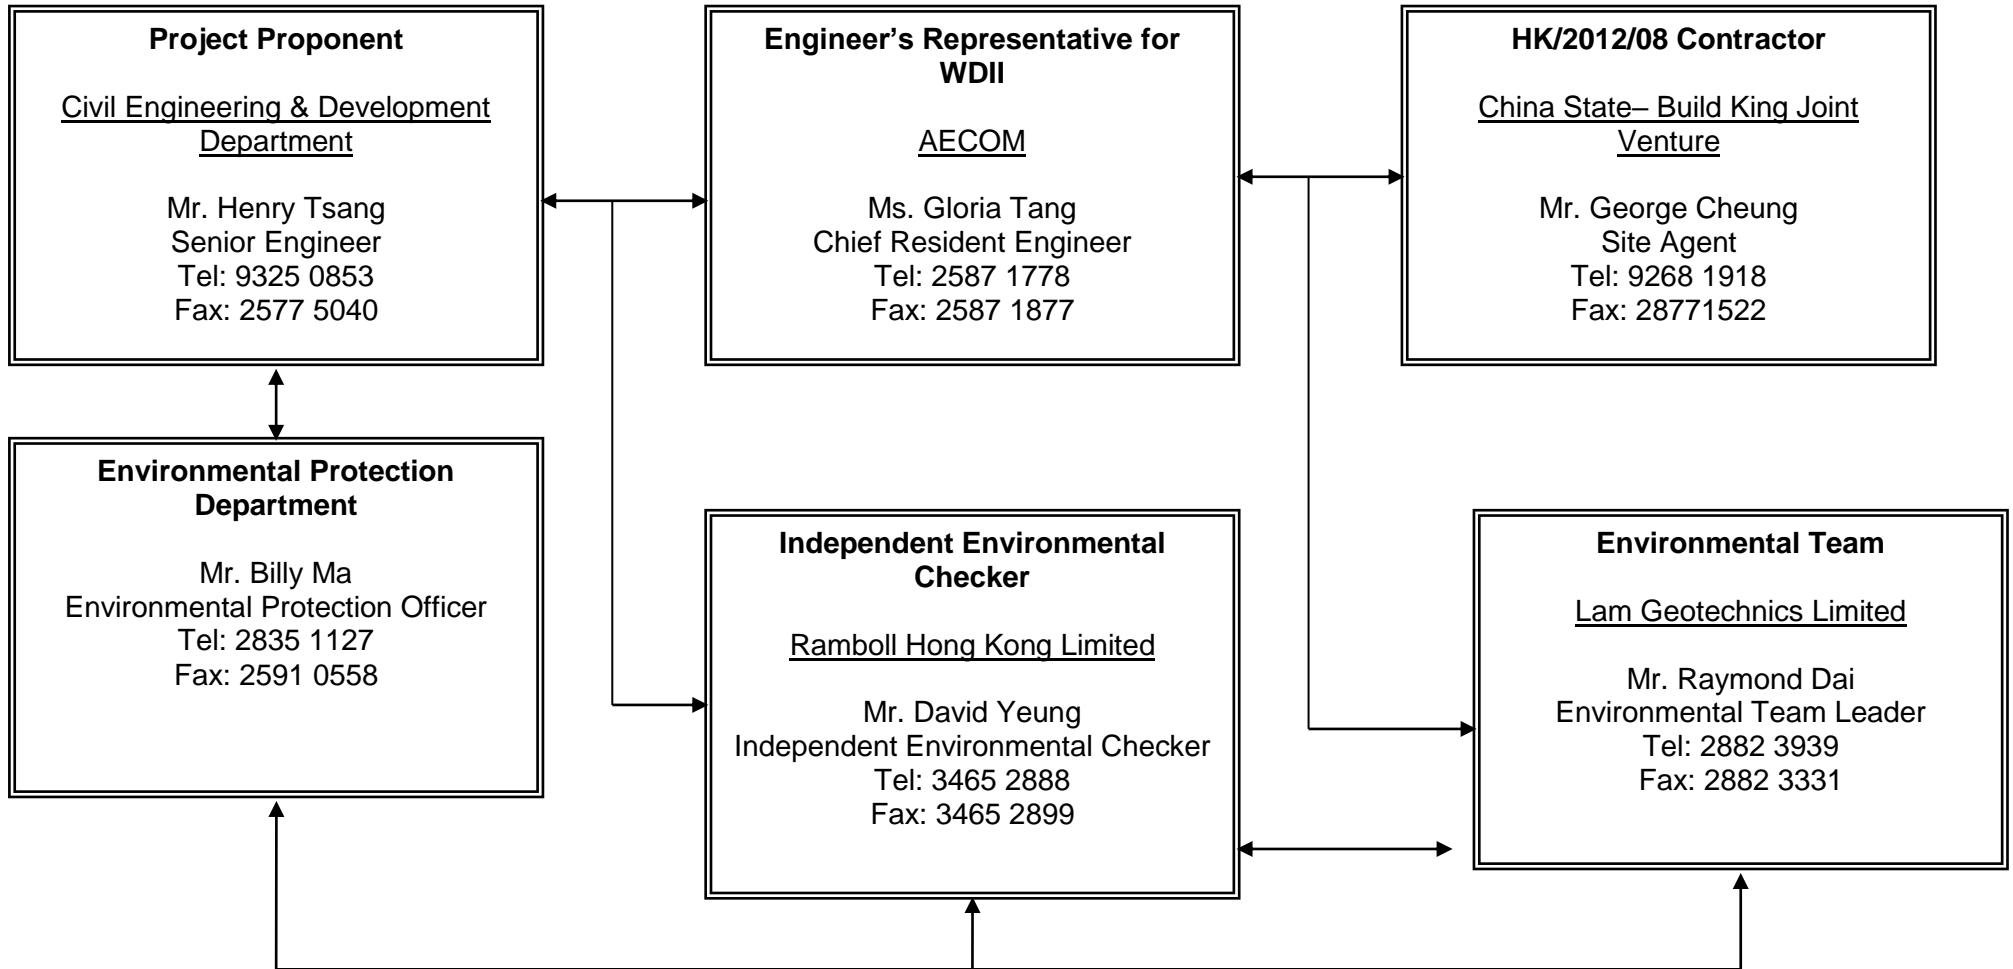 Project Proponent
Civil Engineering & Development
Department
Mr. Henry Tsang
Senior Engineer
Tel: 9325 0853
Fax: 2577 5040
Engineer’s Representative for
WDII
AECOM
Ms. Gloria Tang
Chief Resident Engineer
Tel: 2587 1778
Fax: 2587 1877
HK/2012/08 Contractor
China State– Build King Joint
Venture
Mr. George Cheung
Site Agent
Tel: 9268 1918
Fax: 28771522
Environmental Protection
Department
Mr. Billy Ma
Environmental Protection Officer
Tel: 2835 1127
Fax: 2591 0558
Independent Environmental
Checker
Ramboll Hong Kong Limited
Mr. David Yeung
Independent Environmental Checker
Tel: 3465 2888
Fax: 3465 2899
Environmental Team
Lam Geotechnics Limited
Mr. Raymond Dai
Environmental Team Leader
Tel: 2882 3939
Fax: 2882 3331